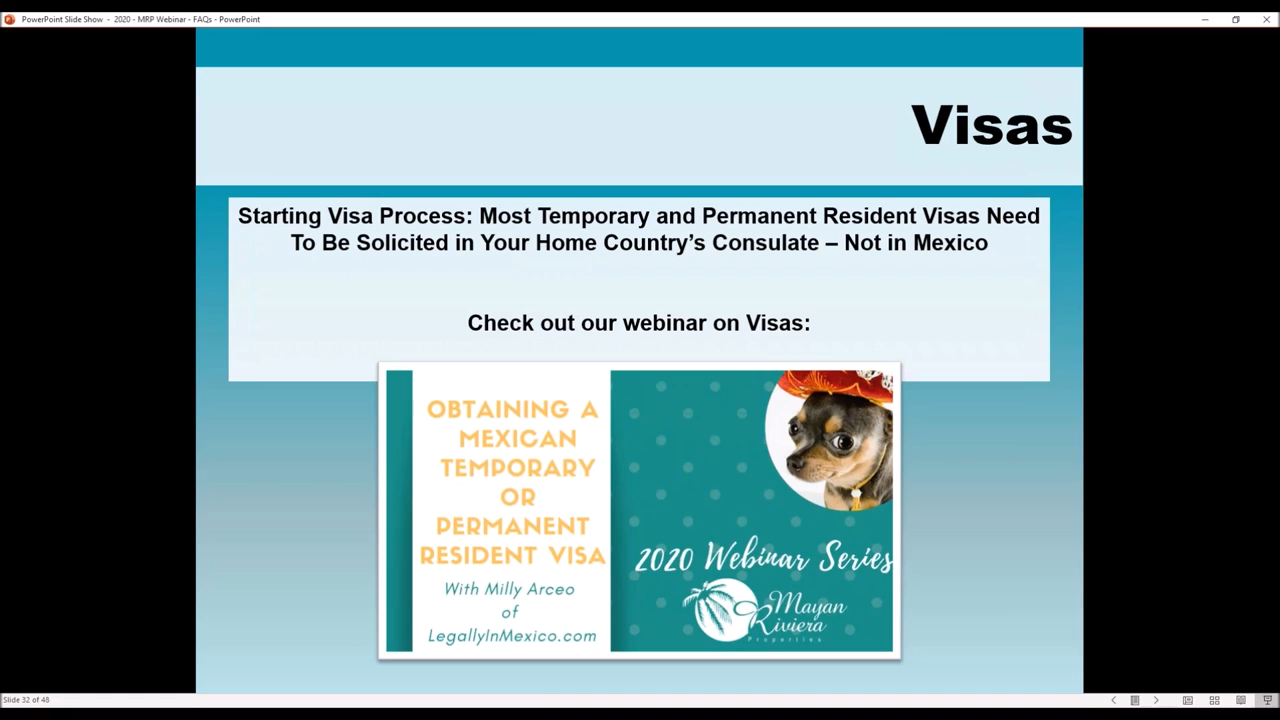 PowerPoint Slide Show - 2020 - MRP Webinar - FAQs - PowerPoint
Visas
Starting Visa Process: Most Temporary and Permanent Resident Visas Need
To Be Solicited in Your Home Country's Consulate – Not in Mexico
Check out our webinar on Visas:
OBTAINING A
MEXICAN
TEMPORARY
OR
PERMANENT
RESIDENT VISA
With Milly Arceo
of
LegallyInMexico.com
2020 Webinar Series
Mayan
Riviera
Properties
Slide 32 of 48